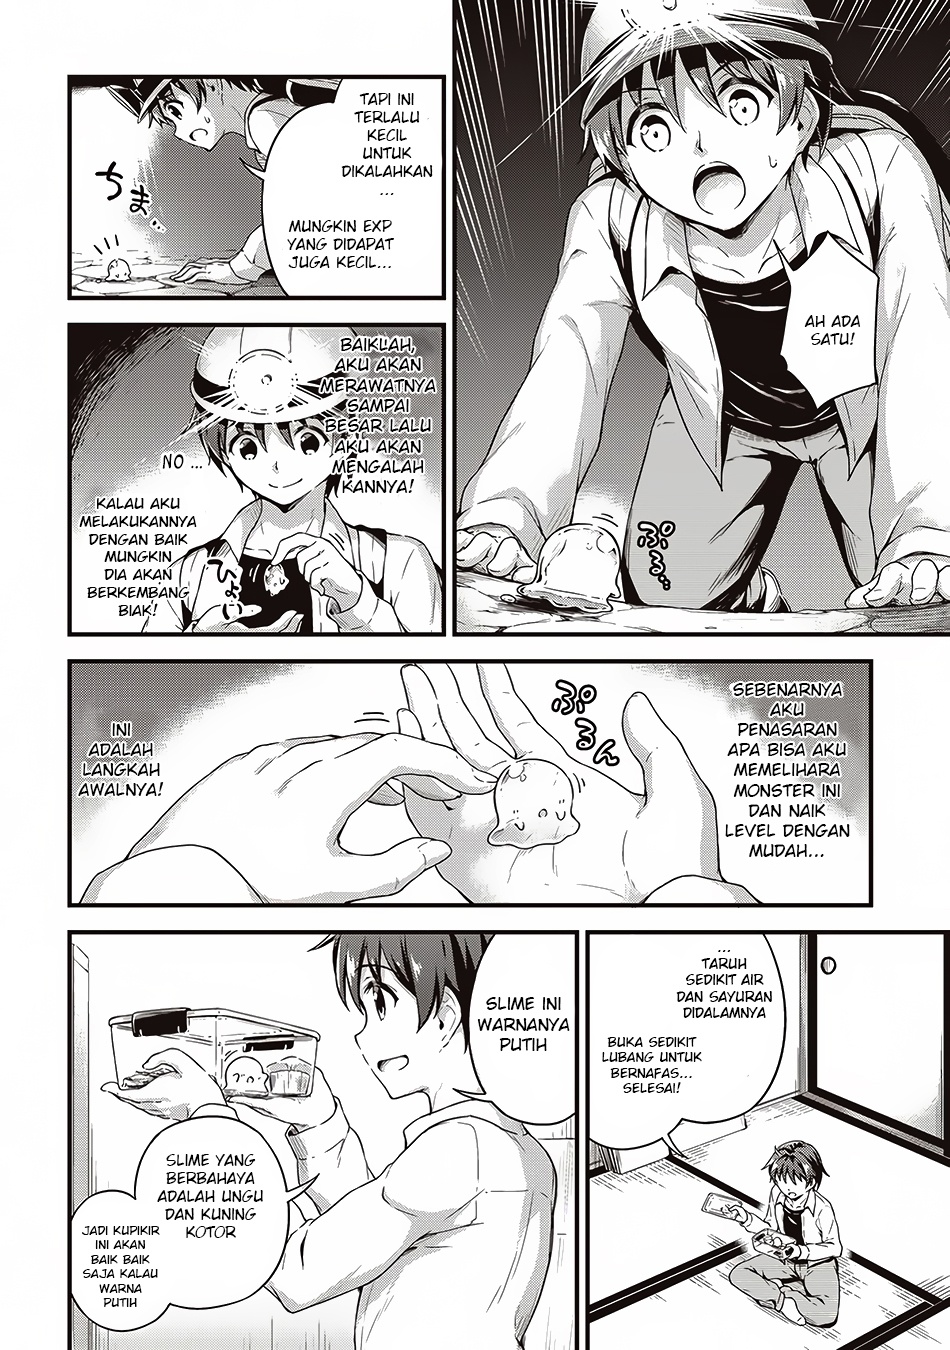 AH ADA
SATU!
ぷる。
TAPI INI
TERLALU
KECIL
UNTUK
DIKALAHKAN
...
MUNGKIN EXP
YANG DIDAPAT
JUGA KECIL...
ちま…
BAIKLAH,
AKU AKAN
MERAWATNYA
SAMPAI
BESAR LALU
AKU AKAN
MENGALAH
KANNYA!
NO ...
KALAU AKU
MELAKUKANNYA
DENGAN BAIK
MUNGKIN
DIA AKAN
BERKEMBANG
BIAK!
ひょい
SEBENARNYA
AKU
PENASARAN
APA BISA AKU
MEMELIHARA
MONSTER INI
DAN NAIK
LEVEL DENGAN
MUDAH...
ぷるん
INI
ADALAH
LANGKAH
AWALNYA!
...
TARUH
SEDIKIT AIR
DAN SAYURAN
DIDALAMNYA
BUKA SEDIKIT
LUBANG UNTUK
BERNAFAS...
SELESAI!
SLIME INI
WARNANYA
PUTIH
SLIME YANG
BERBAHAYA
ADALAH UNGU
DAN KUNING
KOTOR
JADI KUPIKIR
INI AKAN
BAIK BAIK
SAJA KALAU
WARNA
PUTIH